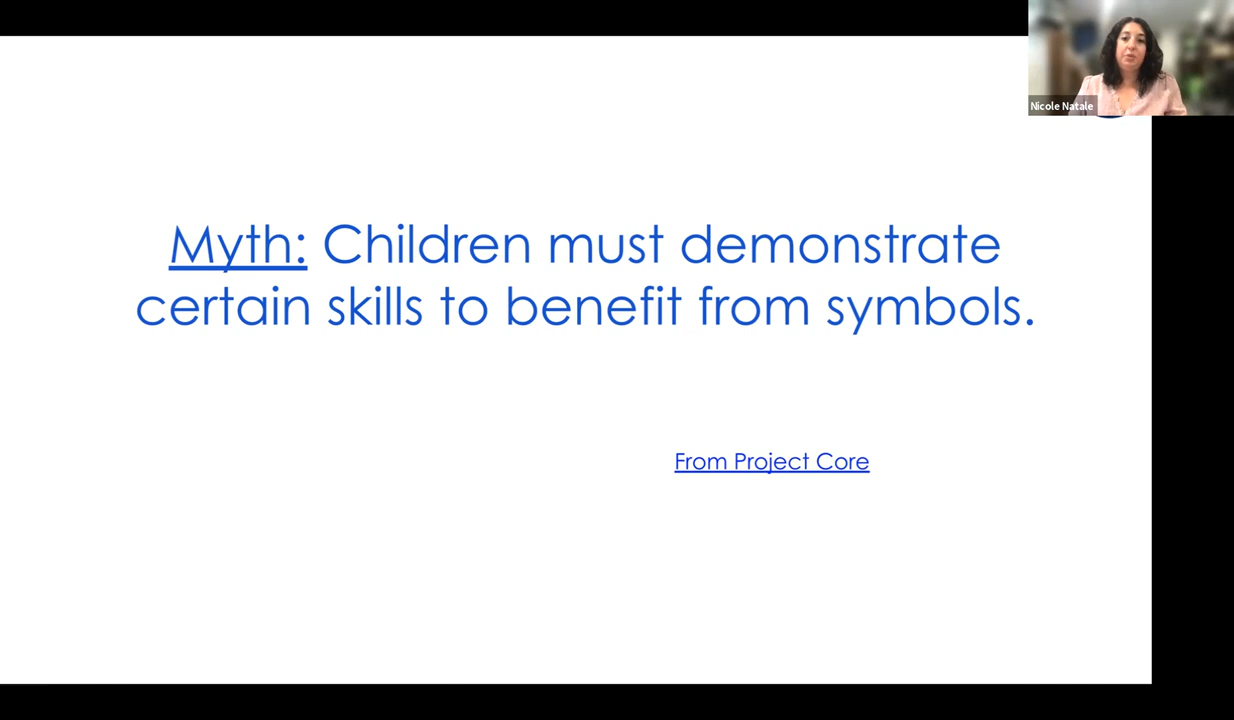 Nicole Natale
Myth: Children must demonstrate
certain skills to benefit from symbols.
From Project Core